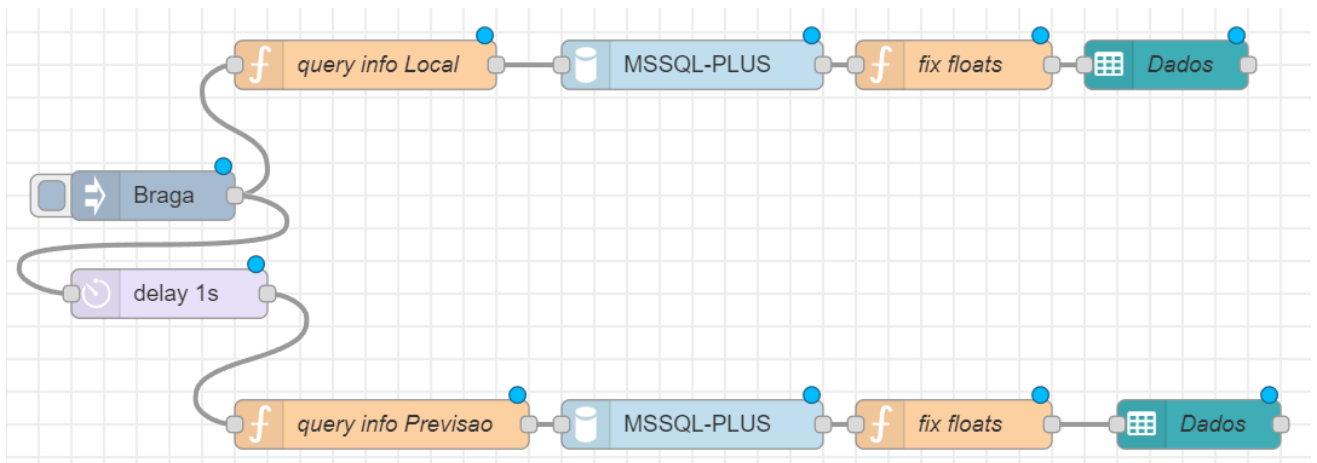 query info Local
MSSQL-PLUS
fix floats
Dados
Braga
delay 1s
query info Previsao
MSSQL-PLUS
fix floats
Dados